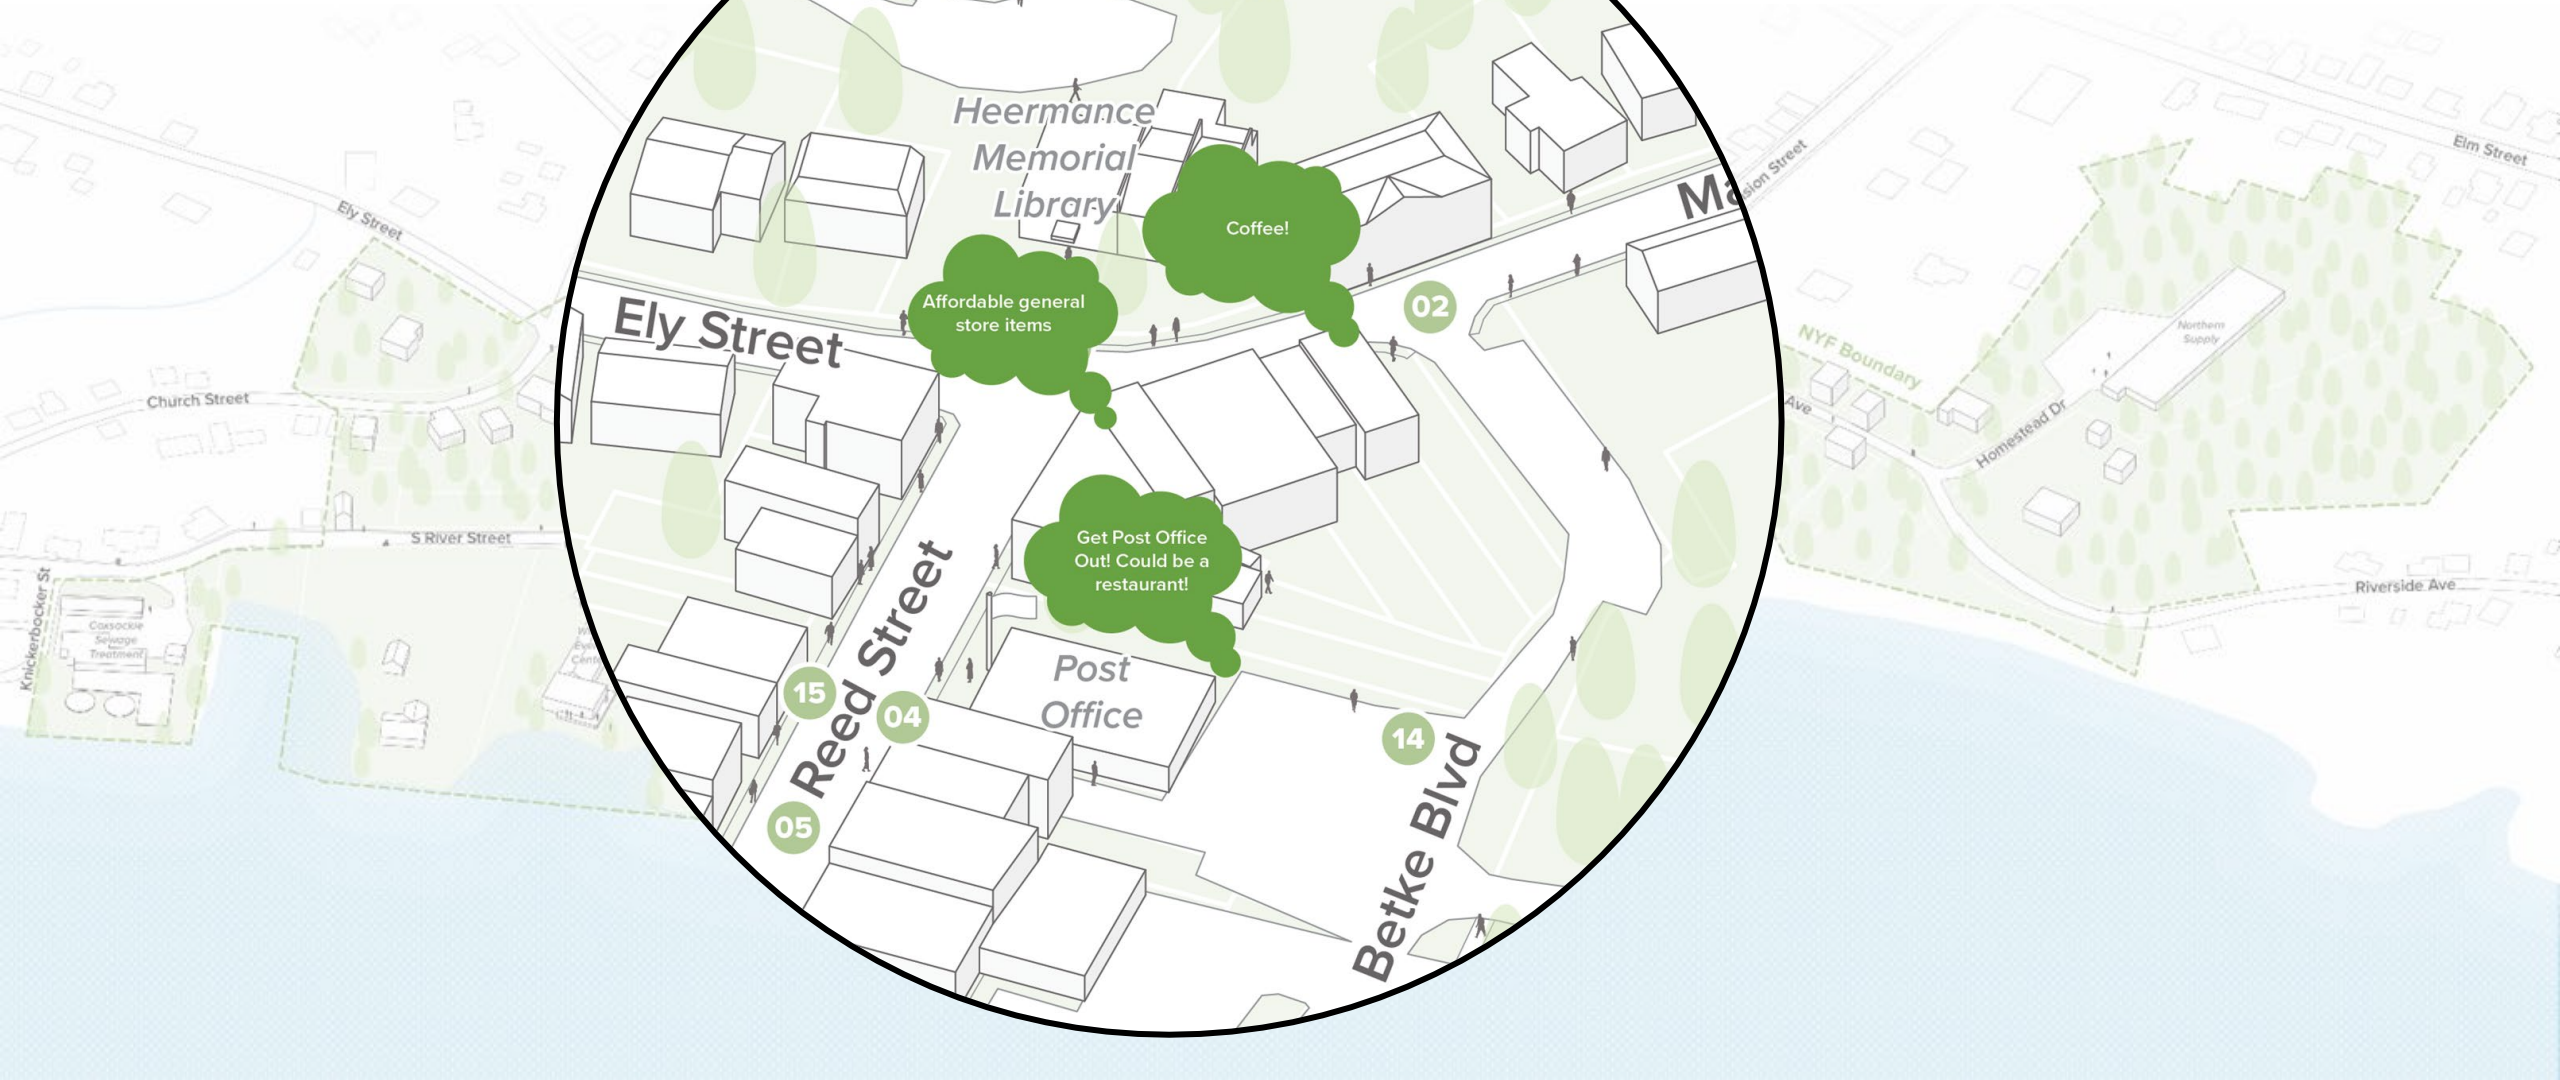 Heermance
Memorial
Library
Coffee!
Affordable general
store items
Ely Street
02
Get Post Office
Out! Could be a
restaurant!
Post
Office
Reed Street
15
04
05
14
Betke Blvd
Ely Street
Church Street
S River Street
Knickerbocker St
Coxsackie
Sewage
Treatment
Elm Street
NYF Boundary
Northern
Supply
Homestead Dr
Ave
Riverside Ave